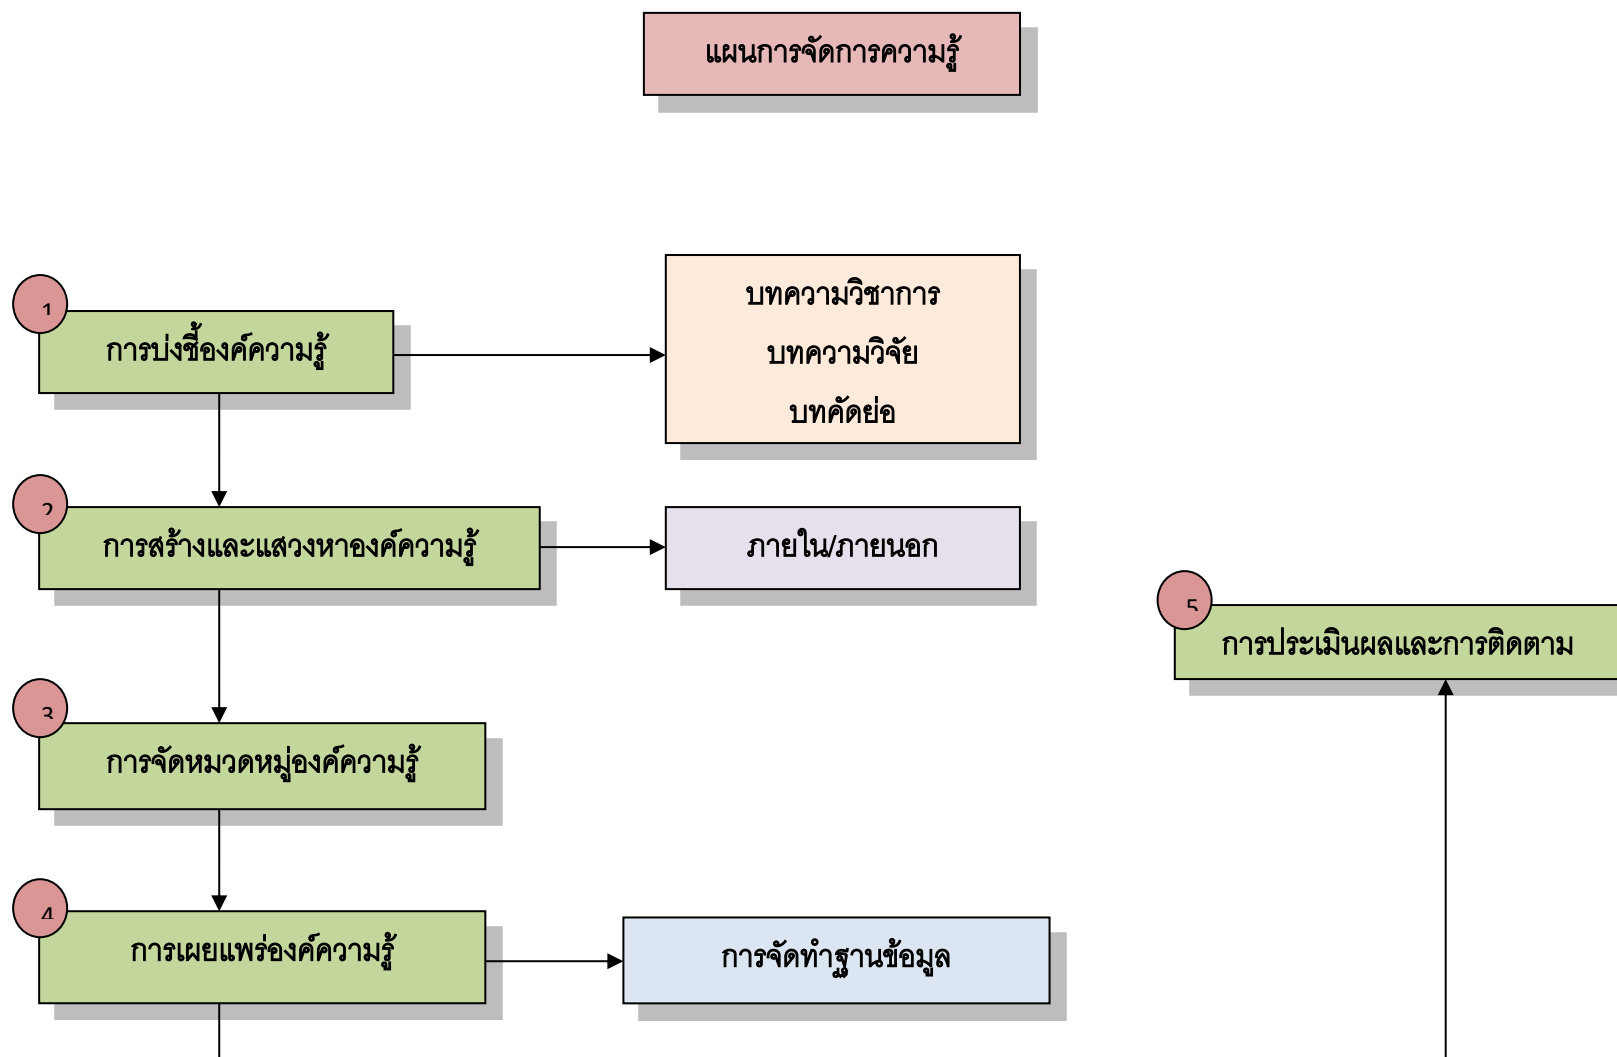 แผนการจัดการความรู้
1
การบ่งชี้องค์ความรู้
บทความวิชาการ
บทความวิจัย
บทคัดย่อ
2
การสร้างและแสวงหาองค์ความรู้
ภายใน/ภายนอก
5
การประเมินผลและการติดตาม
3
การจัดหมวดหมู่องค์ความรู้
4
การเผยแพร่องค์ความรู้
การจัดทำฐานข้อมูล